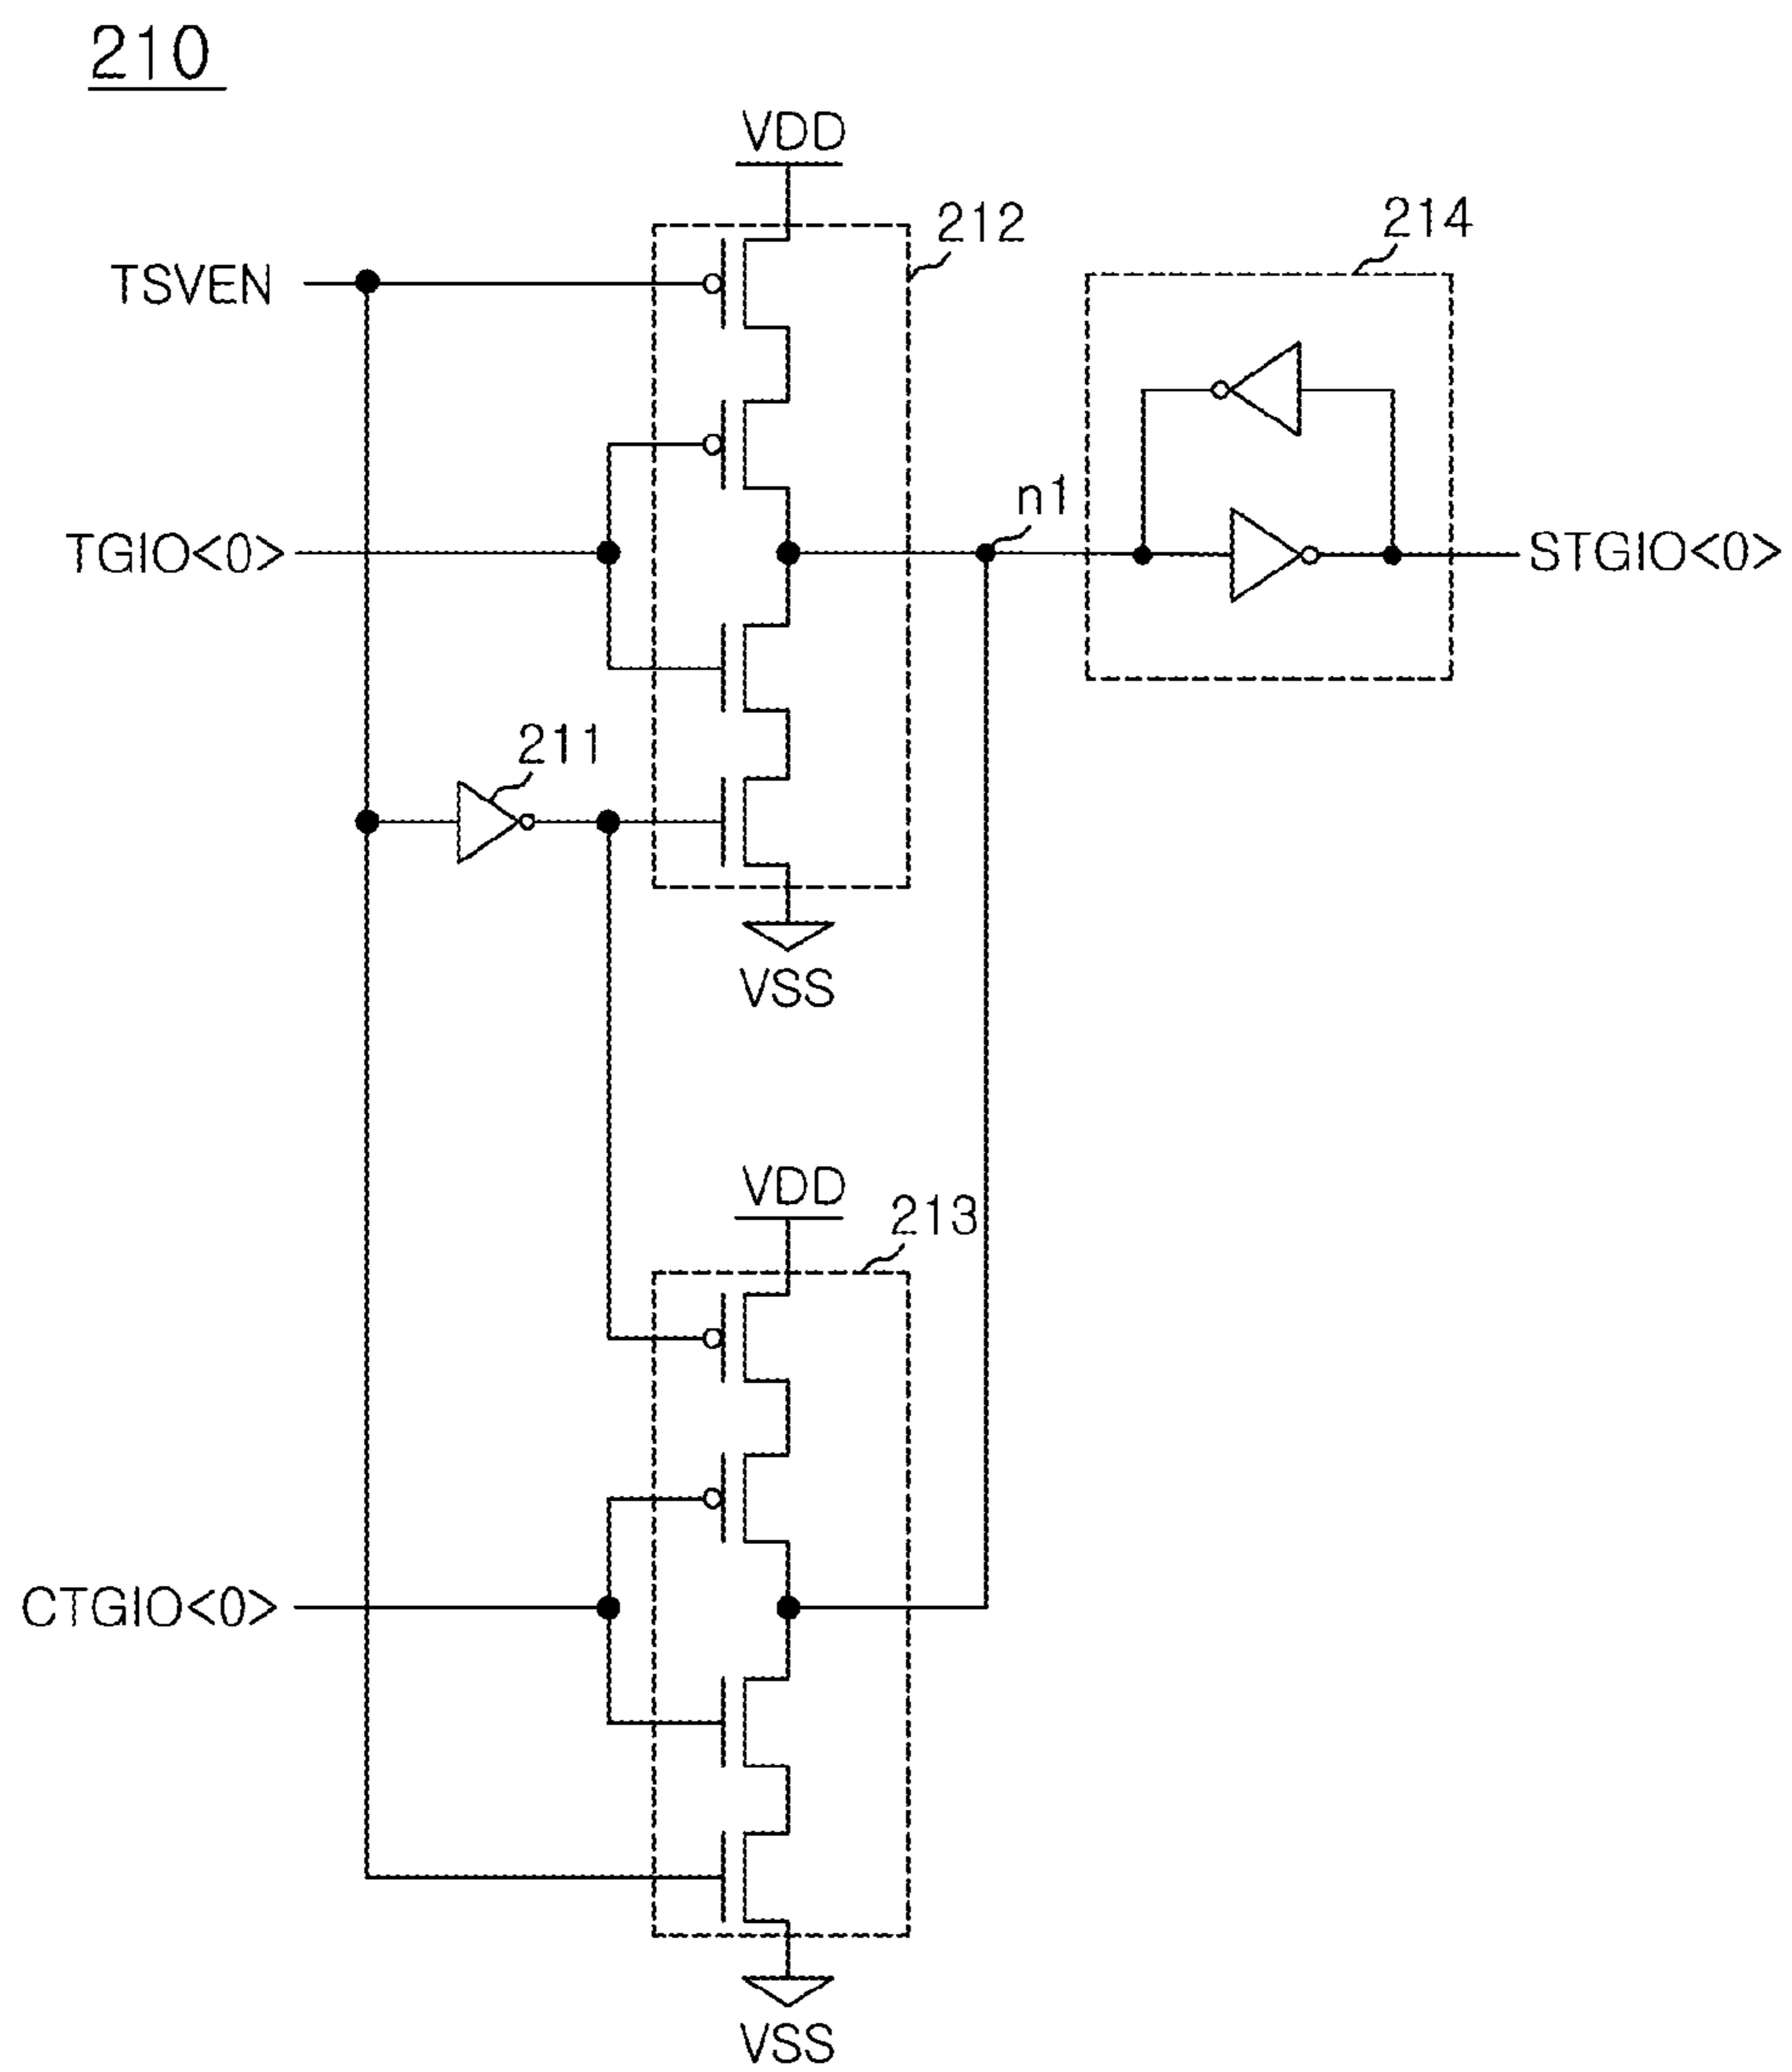 210
VDD
212
214
TSVEN
n1
TGIO<0>
STGIO<0>
211
VSS
VDD
213
CTGIO<0>
VSS